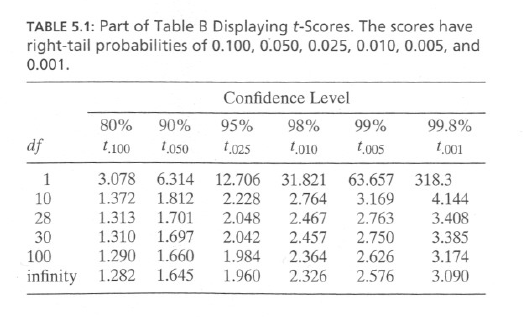 TABLE 5.1: Part of Table B Displaying t-Scores. The scores have
right-tail probabilities of 0.100, 0.050, 0.025, 0.010, 0.005, and
0.001.
Confidence Level
80% 90% 95% 98% 99% 99.8%
df t.100 t.050 t.025 t.010 t.005 t.001
1 3.078 6.314 12.706 31.821 63.657 318.3
10 1.372 1.812 2.228 2.764 3.169 4.144
28 1.313 1.701 2.048 2.467 2.763 3.408
30 1.310 1.697 2.042 2.457 2.750 3.385
100 1.290 1.660 1.984 2.364 2.626 3.174
infinity 1.282 1.645 1.960 2.326 2.576 3.090